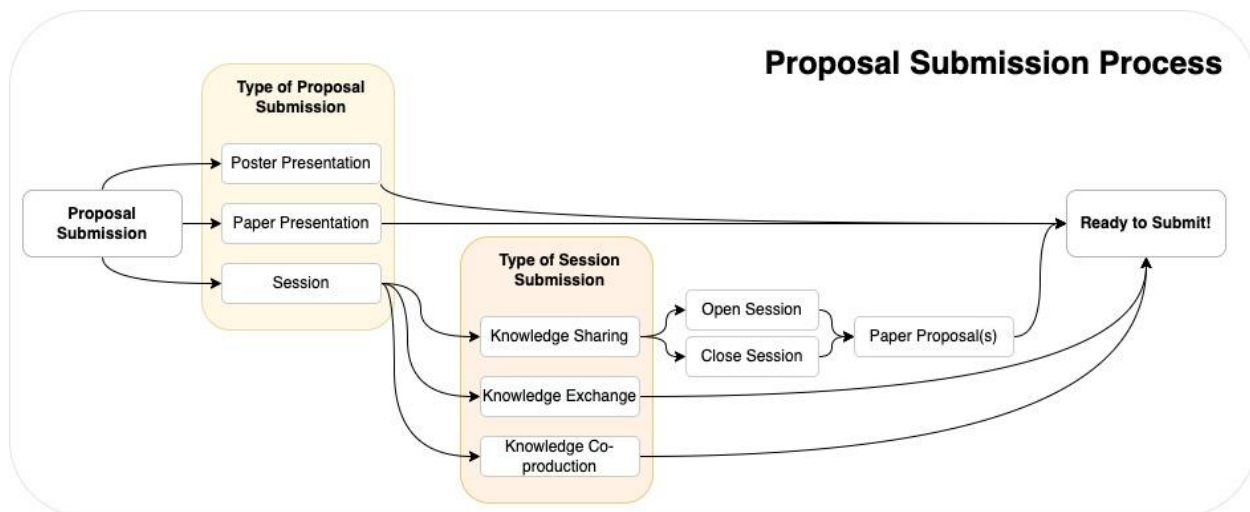 Proposal Submission Process
Type of Proposal
Submission
Poster Presentation
Proposal
Submission
Paper Presentation
Ready to Submit!
Session
Type of Session
Submission
Open Session
Knowledge Sharing
Paper Proposal(s)
Close Session
Knowledge Exchange
Knowledge Co-
production